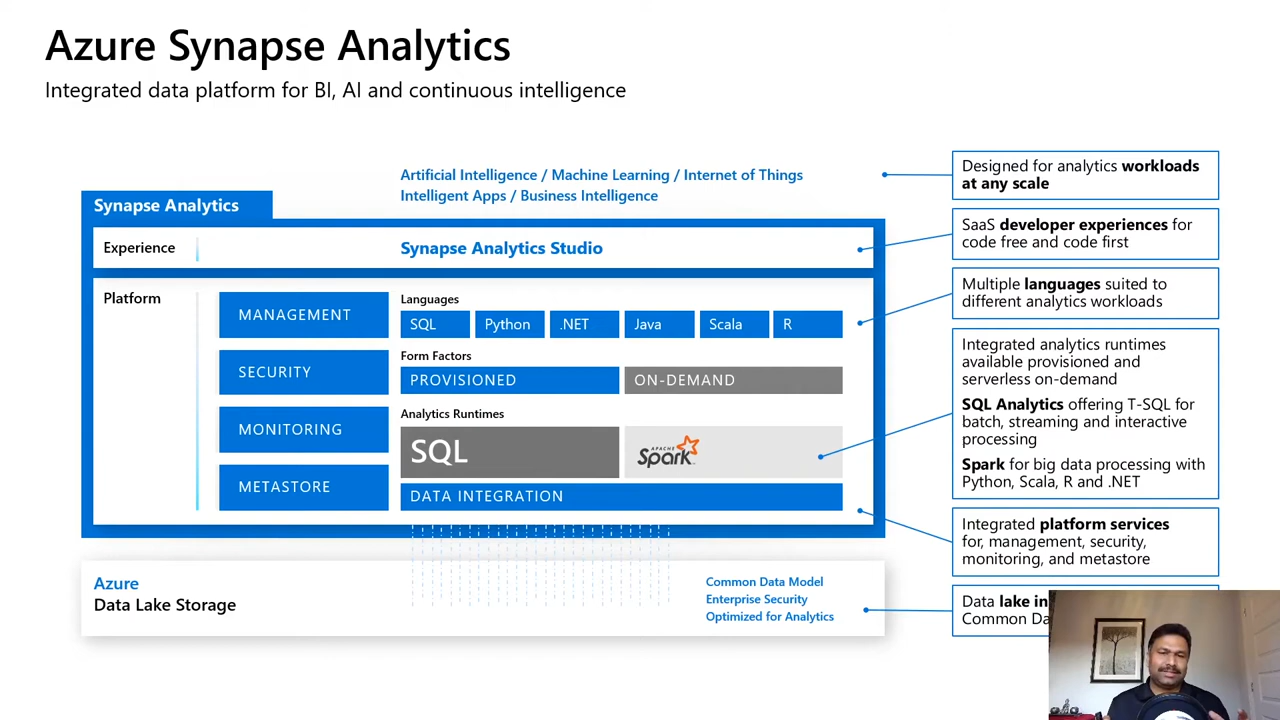 Azure Synapse Analytics
Integrated data platform for BI, AI and continuous intelligence
Artificial Intelligence / Machine Learning / Internet of Things
Intelligent Apps / Business Intelligence
Synapse Analytics
Experience
Synapse Analytics Studio
Platform
MANAGEMENT
SECURITY
MONITORING
METASTORE
Languages
SQL
Python
.NET
Java
Scala
R
Form Factors
PROVISIONED
ON-DEMAND
Analytics Runtimes
SQL
APACHE
Spark
DATA INTEGRATION
Azure
Data Lake Storage
Common Data Model
Enterprise Security
Optimized for Analytics
Designed for analytics workloads
at any scale
SaaS developer experiences for
code free and code first
Multiple languages suited to
different analytics workloads
Integrated analytics runtimes
available provisioned and
serverless on-demand
SQL Analytics offering T-SQL for
batch, streaming and interactive
processing
Spark for big data processing with
Python, Scala, R and .NET
Integrated platform services
for, management, security,
monitoring, and metastore
Data lake
Common